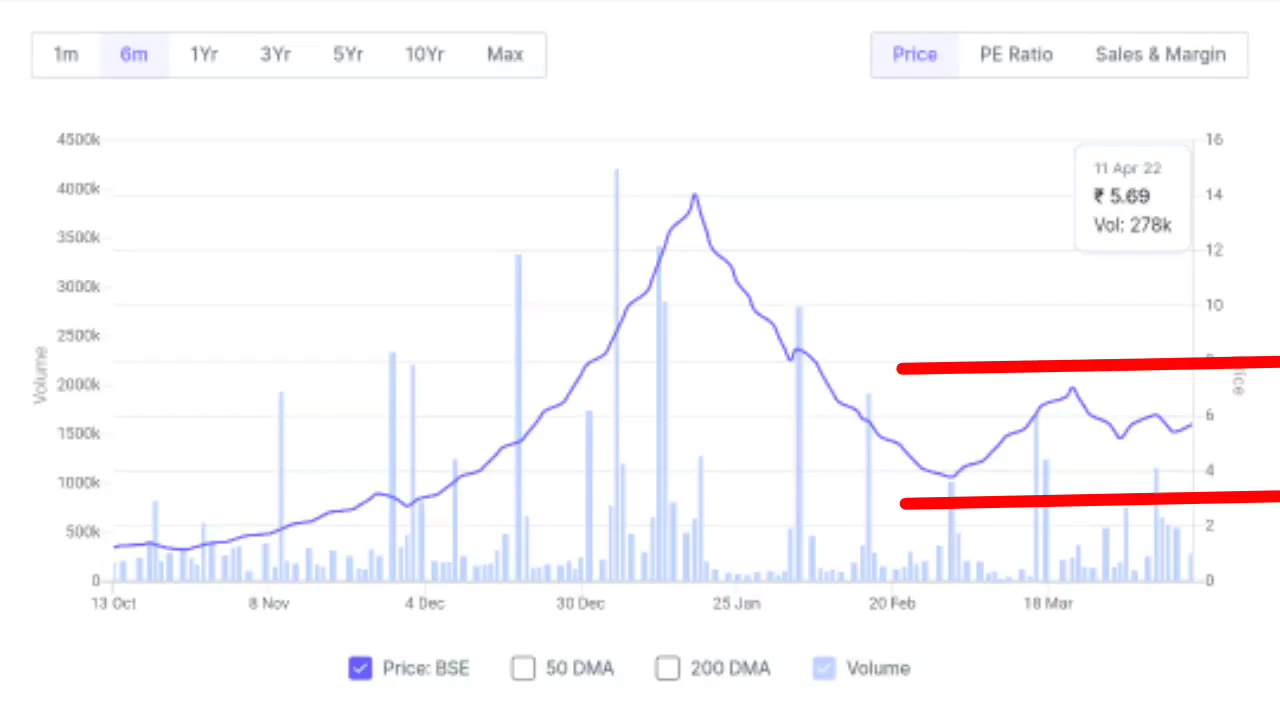 1m 6m 1Yr 3Yr 5Yr 10Yr Max
Price PE Ratio Sales & Margin
4500k
4000k
3500k
3000k
2500k
2000k
1500k
1000k
500k
0
Volume
16
14
12
10
6
4
2
0
11 Apr 22
₹ 5.69
Vol: 278k
13 Oct 8 Nov 4 Dec 30 Dec 25 Jan 20 Feb 18 Mar
Price: BSE 50 DMA 200 DMA Volume